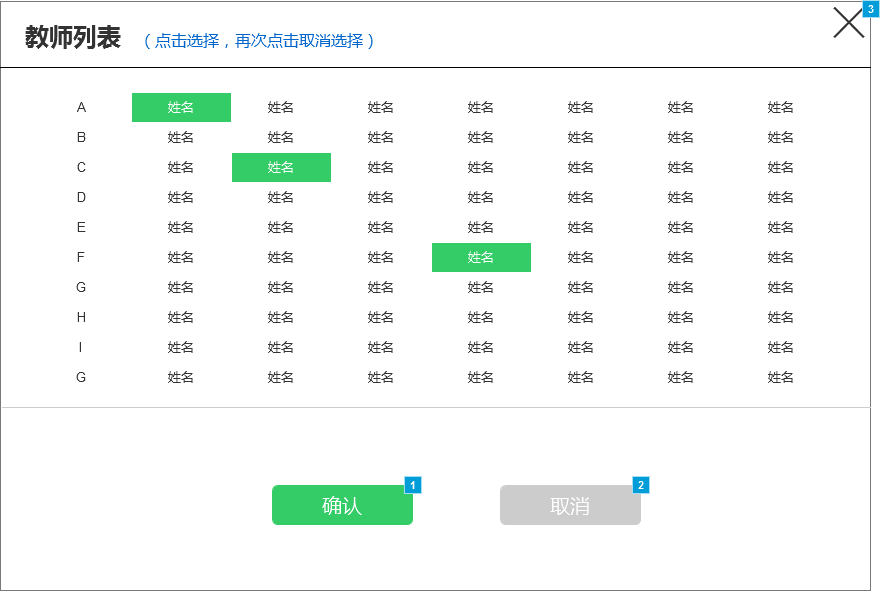 3
教师列表 （点击选择，再次点击取消选择）
A 姓名 姓名 姓名 姓名 姓名 姓名 姓名
B 姓名 姓名 姓名 姓名 姓名 姓名 姓名
C 姓名 姓名 姓名 姓名 姓名 姓名 姓名
D 姓名 姓名 姓名 姓名 姓名 姓名 姓名
E 姓名 姓名 姓名 姓名 姓名 姓名 姓名
F 姓名 姓名 姓名 姓名 姓名 姓名 姓名
G 姓名 姓名 姓名 姓名 姓名 姓名 姓名
H 姓名 姓名 姓名 姓名 姓名 姓名 姓名
I 姓名 姓名 姓名 姓名 姓名 姓名 姓名
G 姓名 姓名 姓名 姓名 姓名 姓名 姓名
1 2
确认 取消